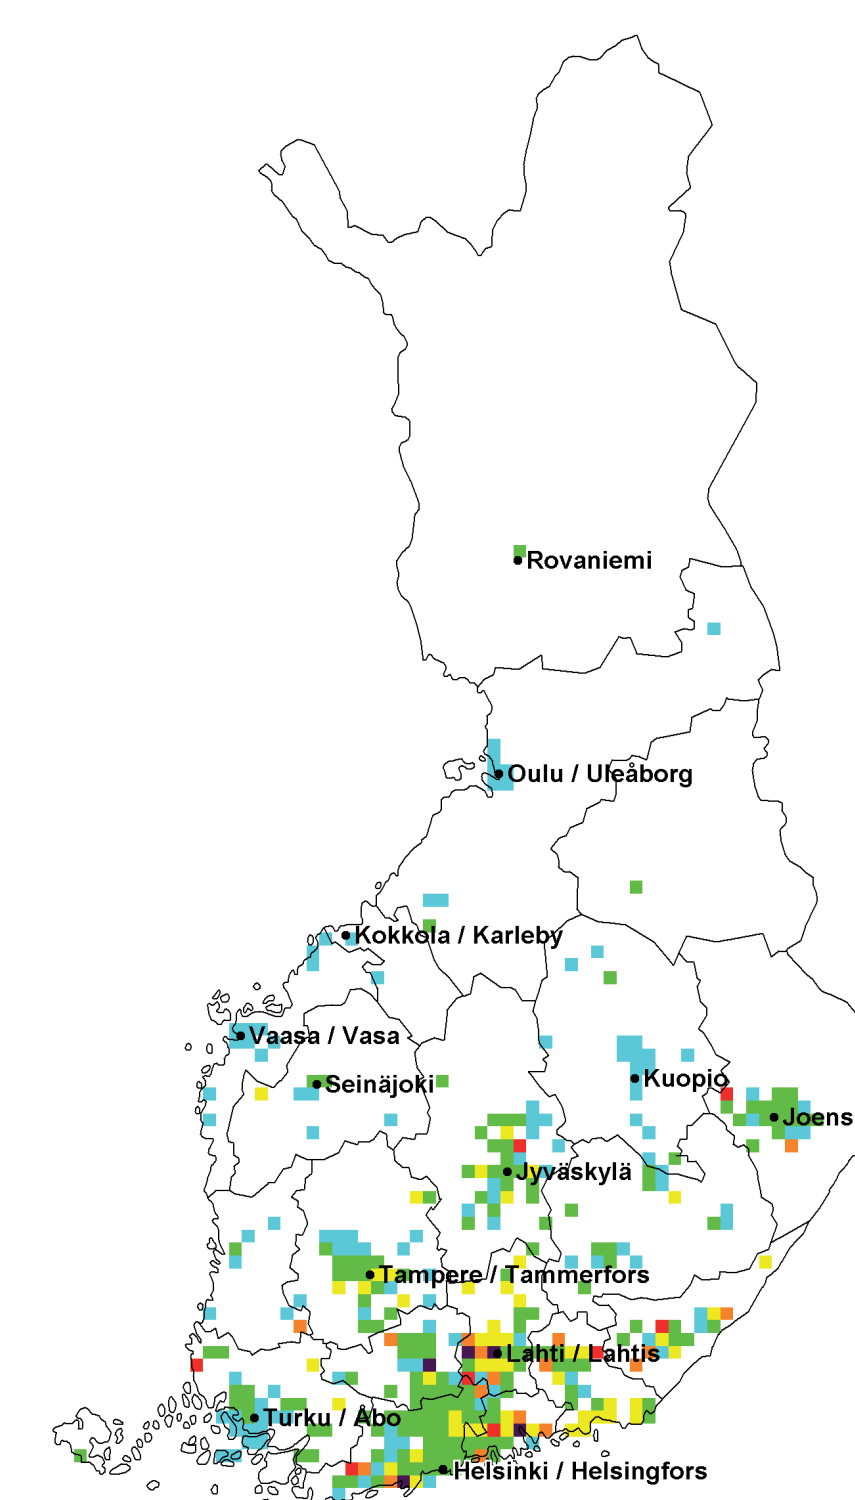 Rovaniemi
Oulu / Uleåborg
Kokkola / Karleby
Vaasa / Vasa
Seinäjoki
Kuopio
Joens
Jyväskylä
Tampere / Tammerfors
Lahti / Lahtis
Turku / Åbo
Helsinki / Helsingfors